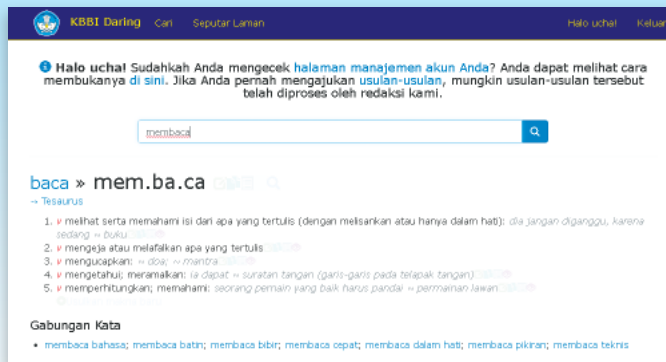 KBBI Daring Cari Seputar Laman Halo ucha! Keluar
Halo ucha! Sudahkah Anda mengecek halaman manajemen akun Anda? Anda dapat melihat cara
membukanya di sini. Jika Anda pernah mengajukan usulan-usulan, mungkin usulan-usulan tersebut
telah diproses oleh redaksi kami.
membaca
baca » mem.ba.ca
→ Tesaurus
1. v melihat serta memahami isi dari apa yang tertulis (dengan melisankan atau hanya dalam hati): dia jangan diganggu, karena
sedang ~ buku
2. v mengeja atau melafalkan apa yang tertulis
3. v mengucapkan: ~ doa; ~ mantra
4. v mengetahui; meramalkan: ia dapat ~ suratan tangan (garis-garis pada telapak tangan)
5. v memperhitungkan; memahami: seorang pemain yang baik harus pandai ~ permainan lawan
Gabungan Kata
• membaca bahasa; membaca batin; membaca bibir; membaca cepat; membaca dalam hati; membaca pikiran; membaca teknis